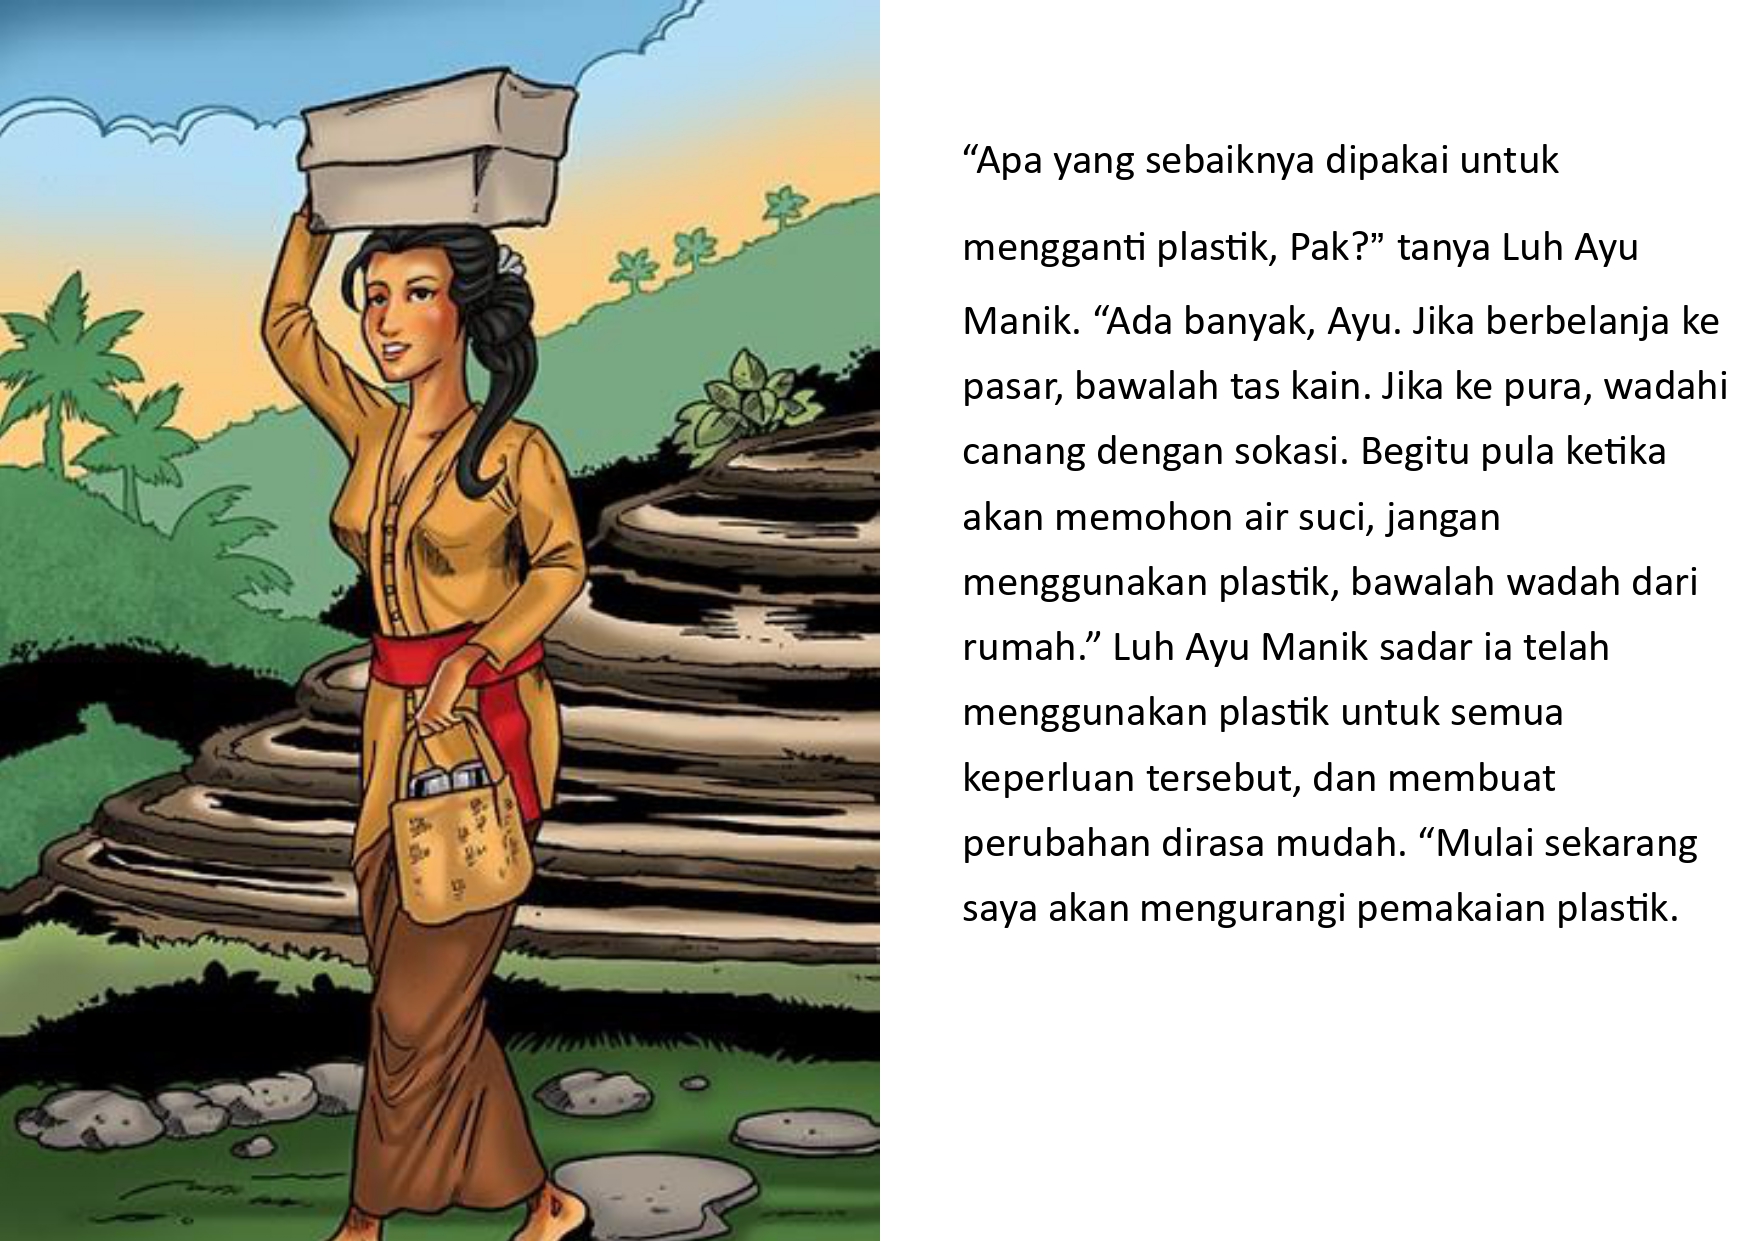 “Apa yang sebaiknya dipakai untuk
mengganti plastik, Pak?” tanya Luh Ayu
Manik. “Ada banyak, Ayu. Jika berbelanja ke
pasar, bawalah tas kain. Jika ke pura, wadahi
canang dengan sokasi. Begitu pula ketika
akan memohon air suci, jangan
menggunakan plastik, bawalah wadah dari
rumah.” Luh Ayu Manik sadar ia telah
menggunakan plastik untuk semua
keperluan tersebut, dan membuat
perubahan dirasa mudah. “Mulai sekarang
saya akan mengurangi pemakaian plastik.